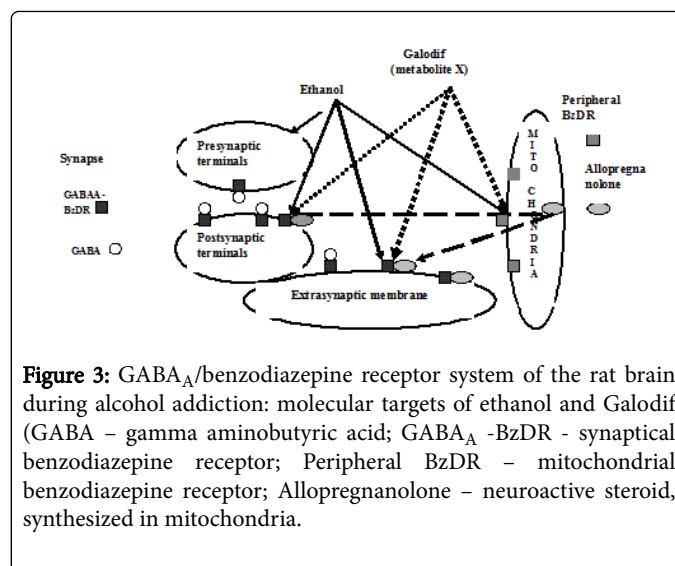 Galodif
(metabolite X)
Ethanol
Peripheral
BzDR
Presynaptic
terminals
Synapse
GABAA-
BzDR
GABA
Postsynaptic
terminals
Extrasynaptic membrane
MITO CHENDRIA
Allopregna
nolone
Figure 3: GABAA/benzodiazepine receptor system of the rat brain
during alcohol addiction: molecular targets of ethanol and Galodif
(GABA – gamma aminobutyric acid; GABAA -BzDR - synaptical
benzodiazepine receptor; Peripheral BzDR – mitochondrial
benzodiazepine receptor; Allopregnanolone – neuroactive steroid,
synthesized in mitochondria.